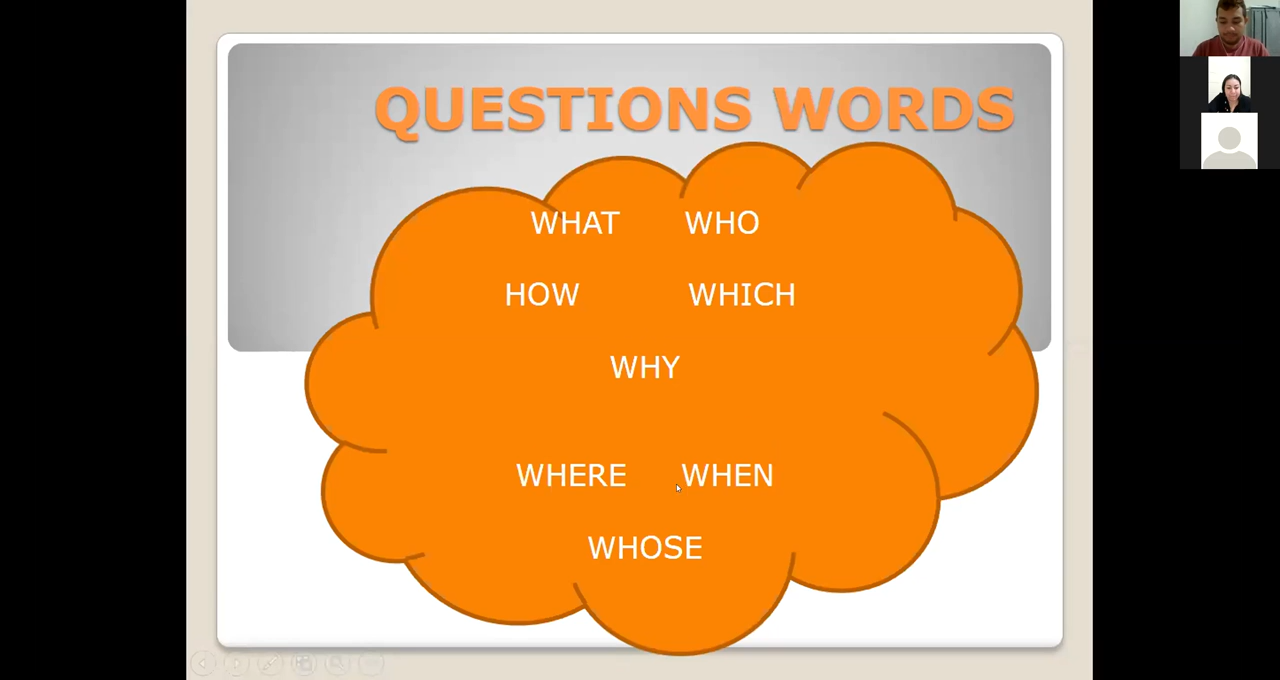 QUESTIONS WORDS
WHAT WHO
HOW WHICH
WHY
WHERE WHEN
WHOSE